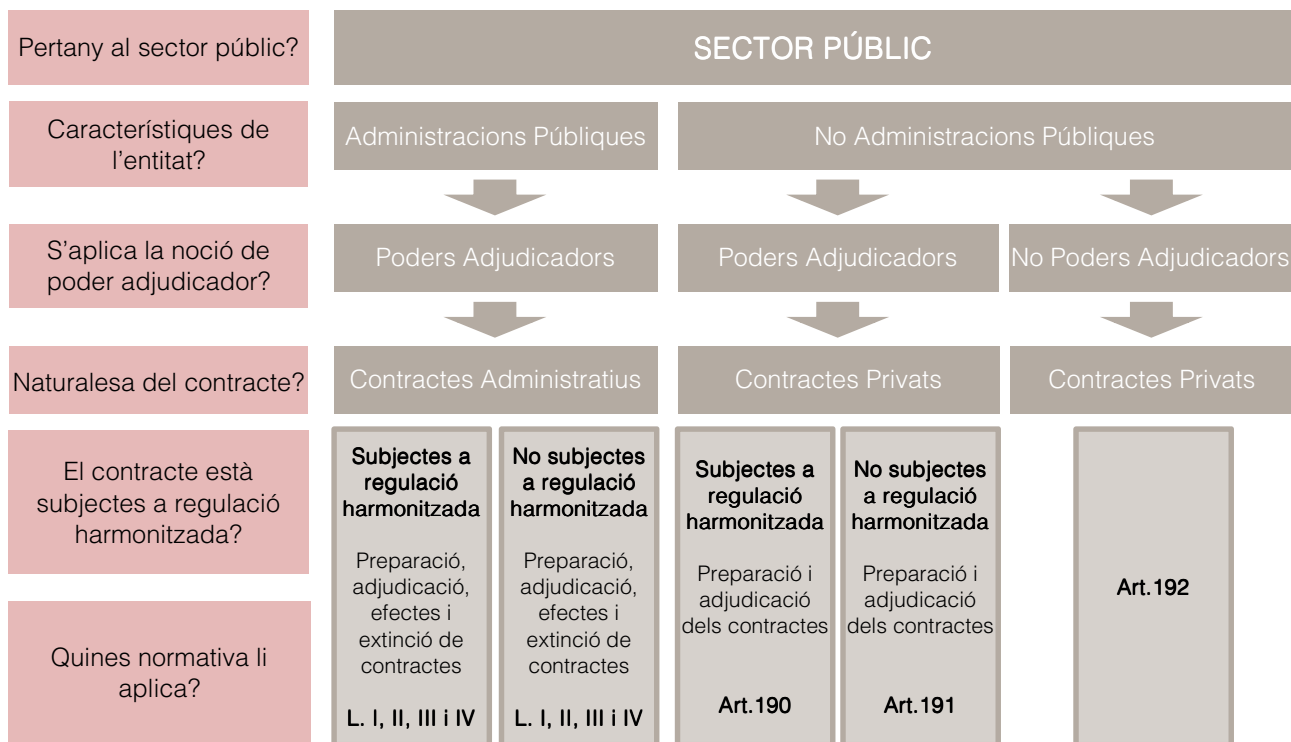 Pertany al sector públic?
SECTOR PÚBLIC
Característiques de
l'entitat?
Administracions Públiques
No Administracions Públiques
S'aplica la noció de
poder adjudicador?
Poders Adjudicadors
Poders Adjudicadors
No Poders Adjudicadors
Naturalesa del contracte?
Contractes Administratius
Contractes Privats
Contractes Privats
El contracte està
subjectes a regulació
harmonitzada?
Quines normativa li
aplica?
Subjectes a
regulació
harmonitzada
Preparació,
adjudicació,
efectes i
extinció de
contractes
L. I, II, III i IV
No subjectes
a regulació
harmonitzada
Preparació,
adjudicació,
efectes i
extinció de
contractes
L. I, II, III i IV
Subjectes a
regulació
harmonitzada
Preparació i
adjudicació
dels contractes
Art.190
No subjectes
a regulació
harmonitzada
Preparació i
adjudicació
dels contractes
Art.191
Art.192